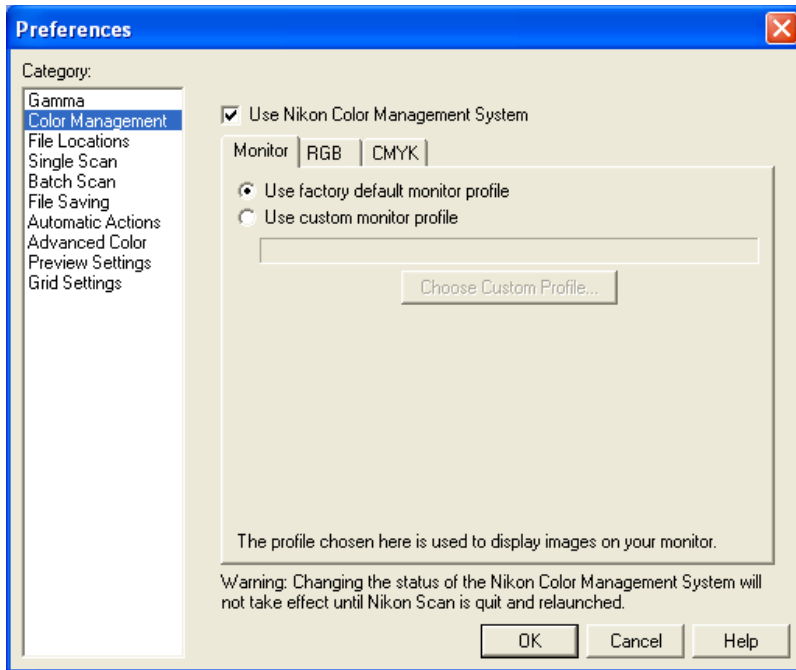 Preferences
Category:
Gamma
Color Management
File Locations
Single Scan
Batch Scan
File Saving
Automatic Actions
Advanced Color
Preview Settings
Grid Settings
Use Nikon Color Management System
Monitor RGB CMYK
Use factory default monitor profile
Use custom monitor profile
Choose Custom Profile...
The profile chosen here is used to display images on your monitor.
Warning: Changing the status of the Nikon Color Management System will
not take effect until Nikon Scan is quit and relaunched.
OK Cancel Help